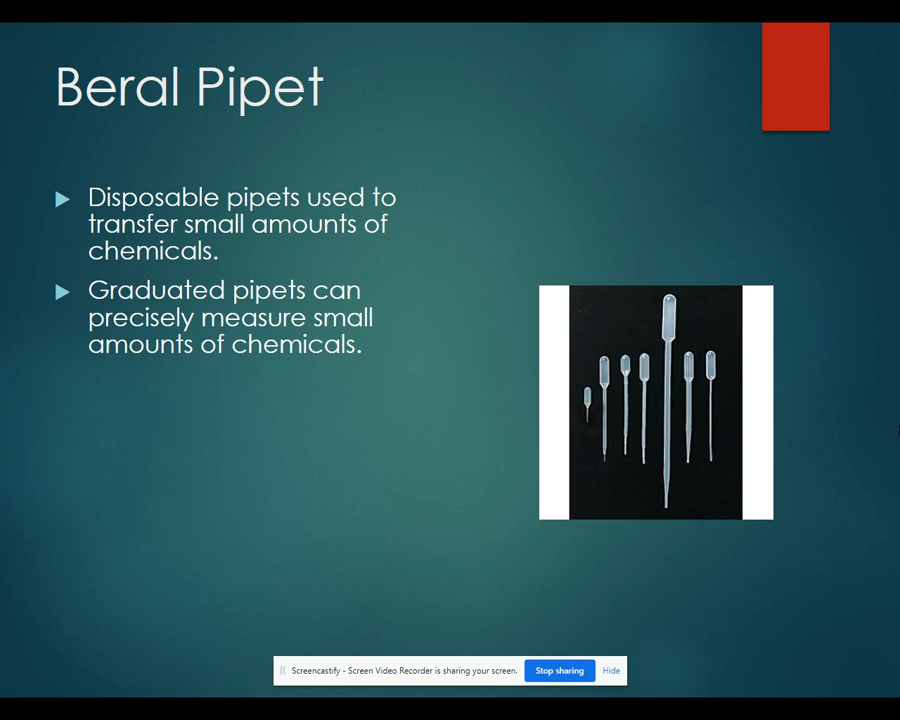 Beral Pipet
Disposable pipets used to
transfer small amounts of
chemicals.
Graduated pipets can
precisely measure small
amounts of chemicals.
Screencastify - Screen Video Recorder is sharing your screen. Stop sharing Hide